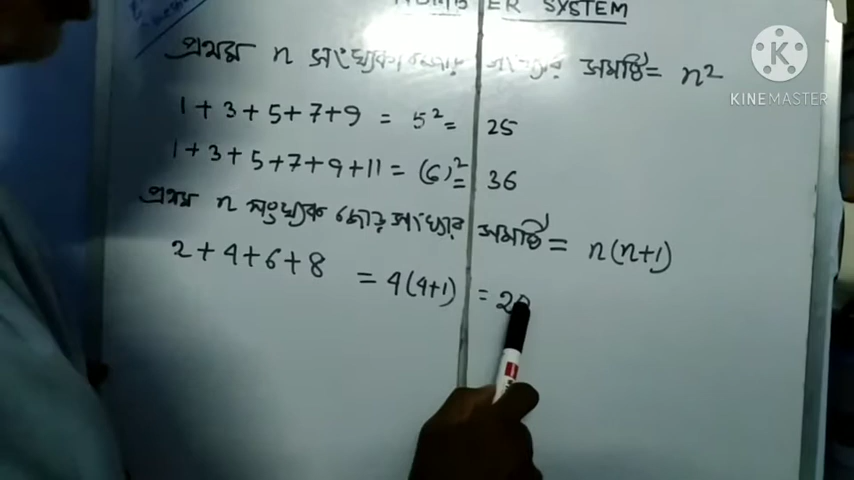 NUMBER SYSTEM
প্রথম n সংখ্যক সংখ্যার সমষ্টি = n²
1 + 3 + 5 + 7 + 9 = 5² = 25
1 + 3 + 5 + 7 + 9 + 11 = (6)² = 36
প্রথম n সংখ্যক জোড় সংখ্যার সমষ্টি = n(n+1)
2 + 4 + 6 + 8 = 4(4+1) = 20
KINEMASTER